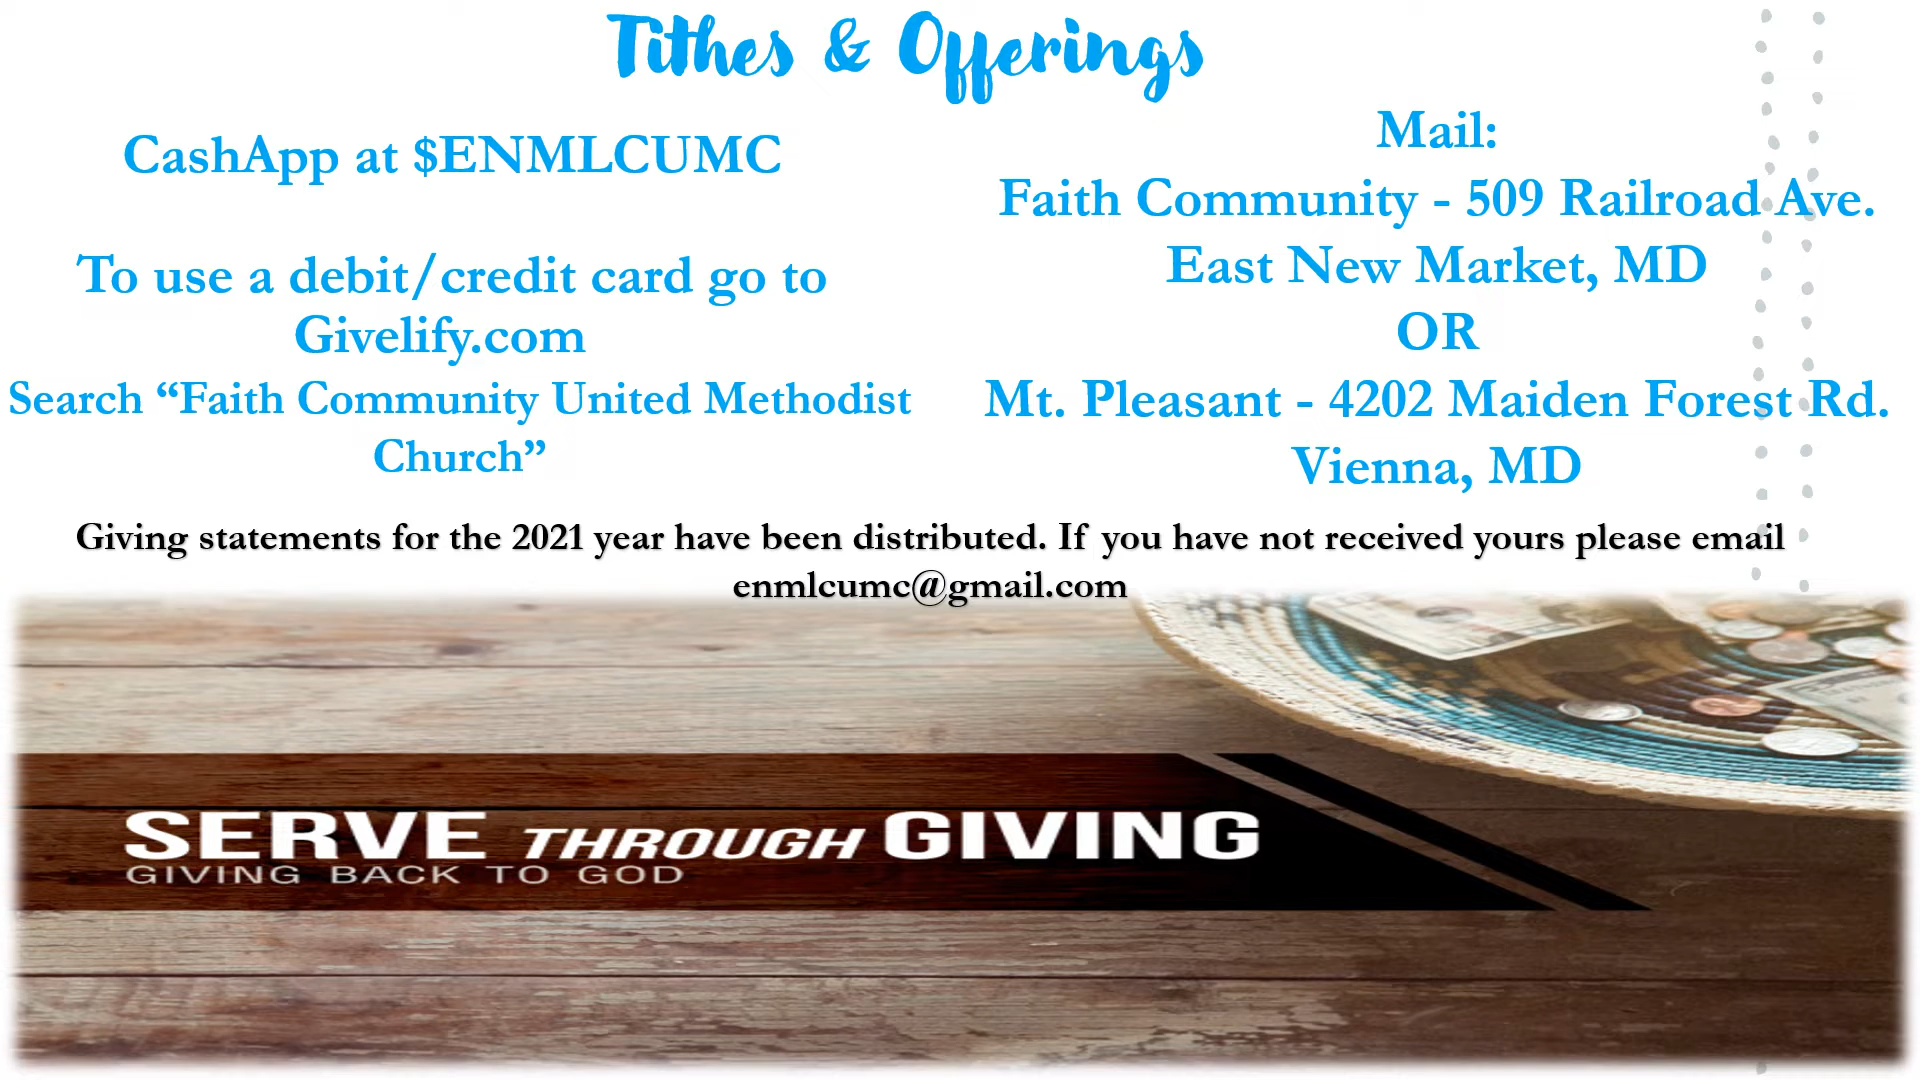 Tithes & Offerings
CashApp at $ENMLCUMC
To use a debit/credit card go to
Givelify.com
Search “Faith Community United Methodist
Church”
Mail:
Faith Community - 509 Railroad Ave.
East New Market, MD
OR
Mt. Pleasant - 4202 Maiden Forest Rd.
Vienna, MD
Giving statements for the 2021 year have been distributed. If you have not received yours please email
enmlcumc@gmail.com
SERVE THROUGH GIVING
GIVING BACK TO GOD